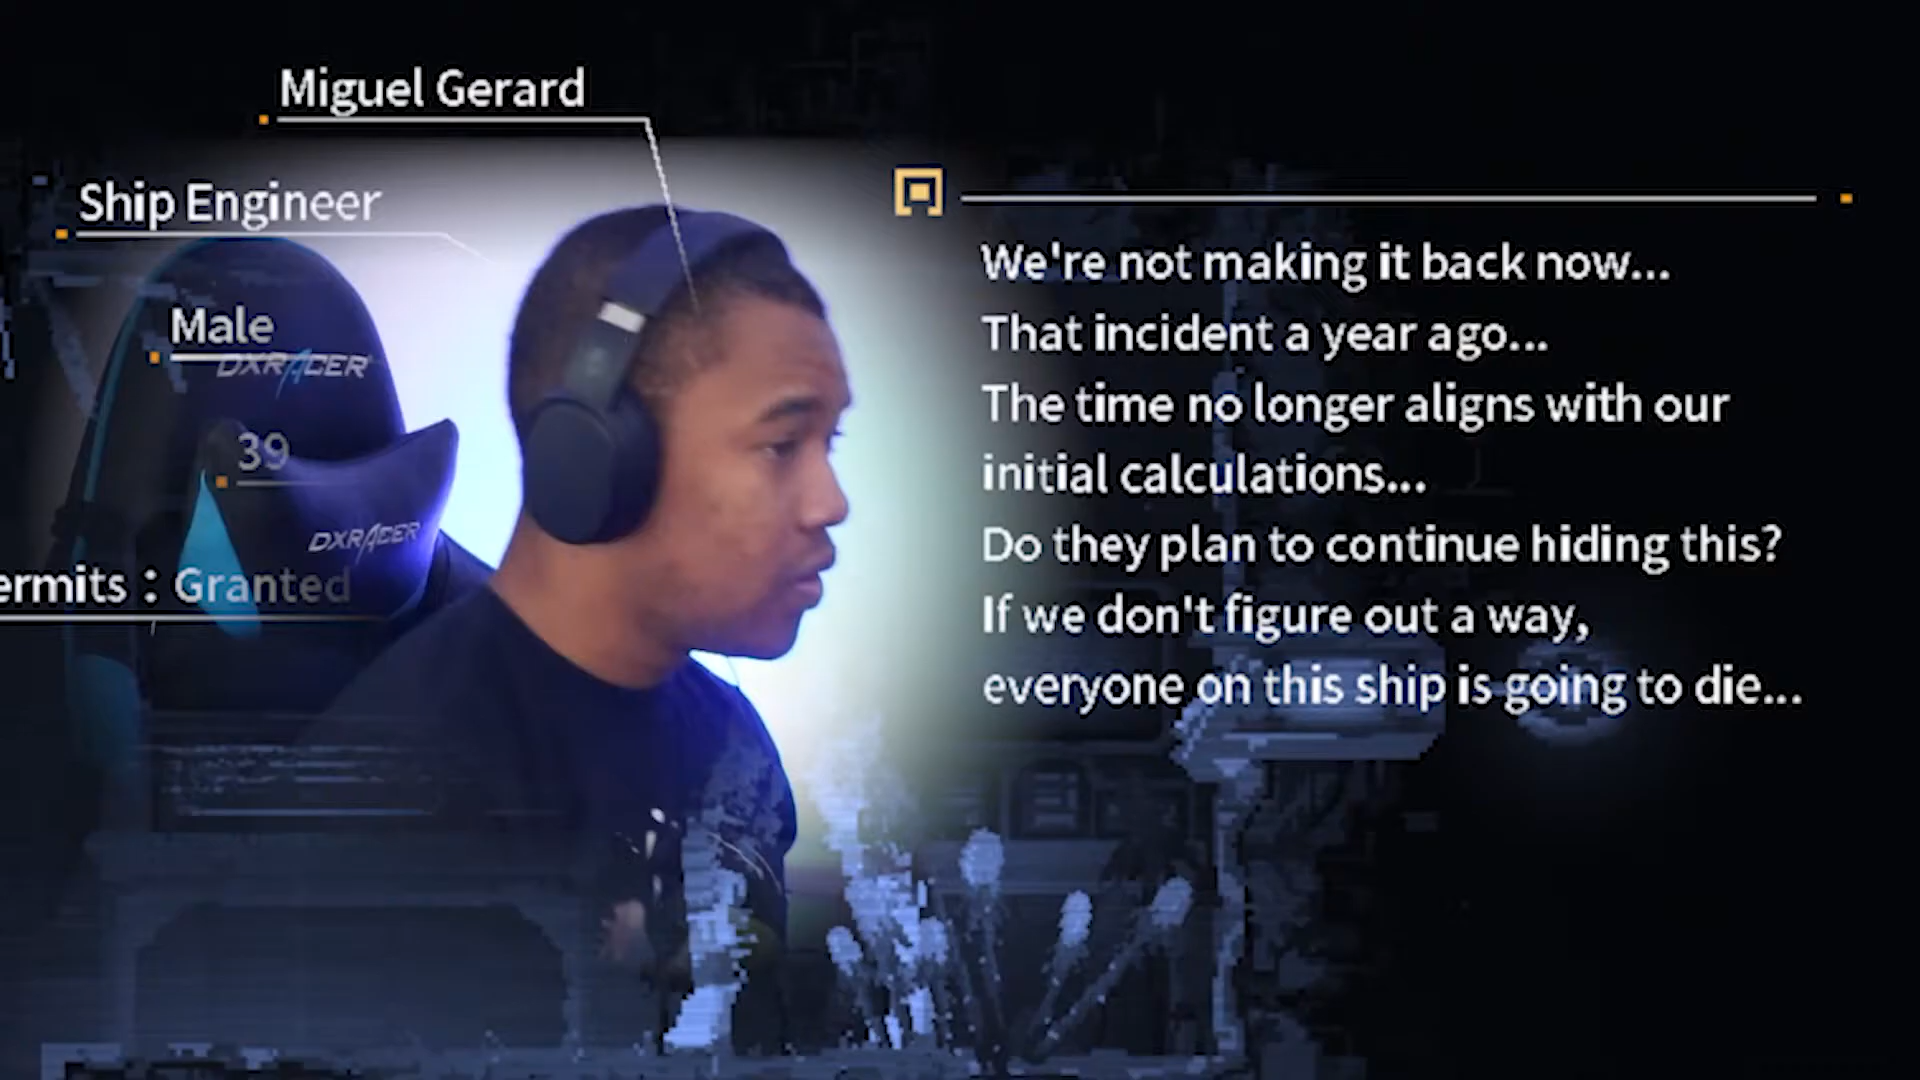 Miguel Gerard
Ship Engineer
Male
DXRACER
39
DXRACER
ermits : Granted
We're not making it back now...
That incident a year ago...
The time no longer aligns with our
initial calculations...
Do they plan to continue hiding this?
If we don't figure out a way,
everyone on this ship is going to die...